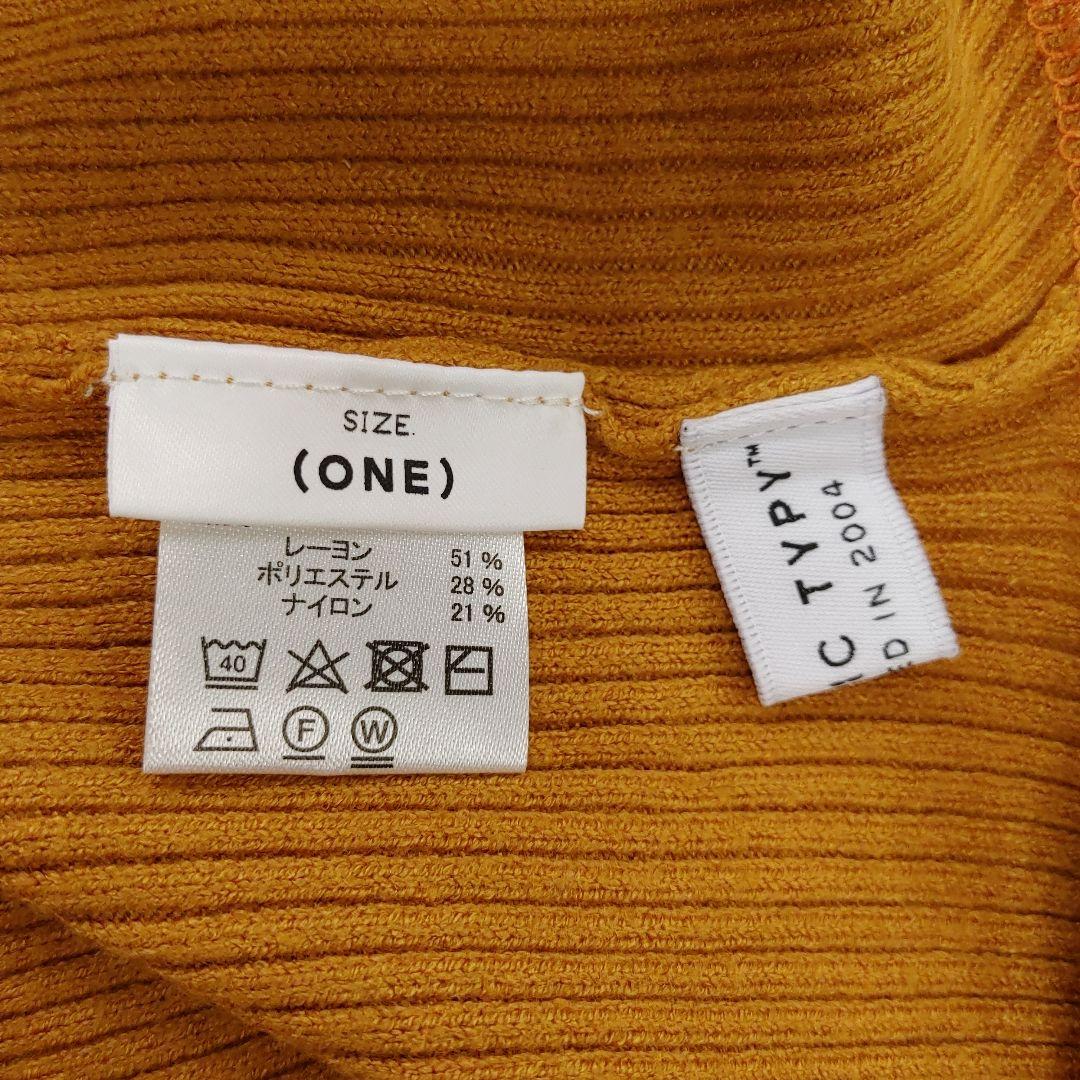 SIZE.
(ONE)
レーヨン 51 %
ポリエステル 28 %
ナイロン 21 %
40
F
W
TYPY™
IN 2004